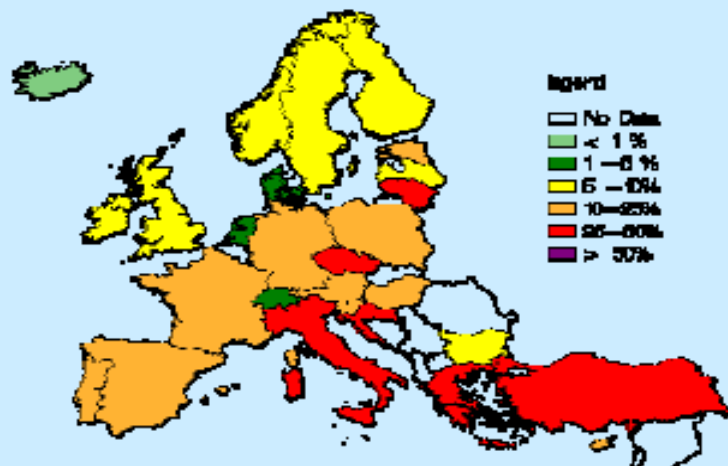 legend
No Data
< 1 %
1 –5 %
5 –10%
10–25%
25–50%
> 50%